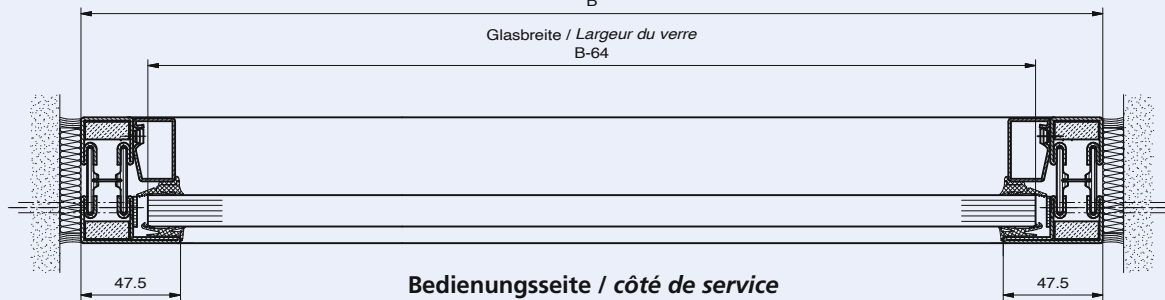 B
Glasbreite / Largeur du verre
B-64
47.5
Bedienungsseite / côté de service
47.5